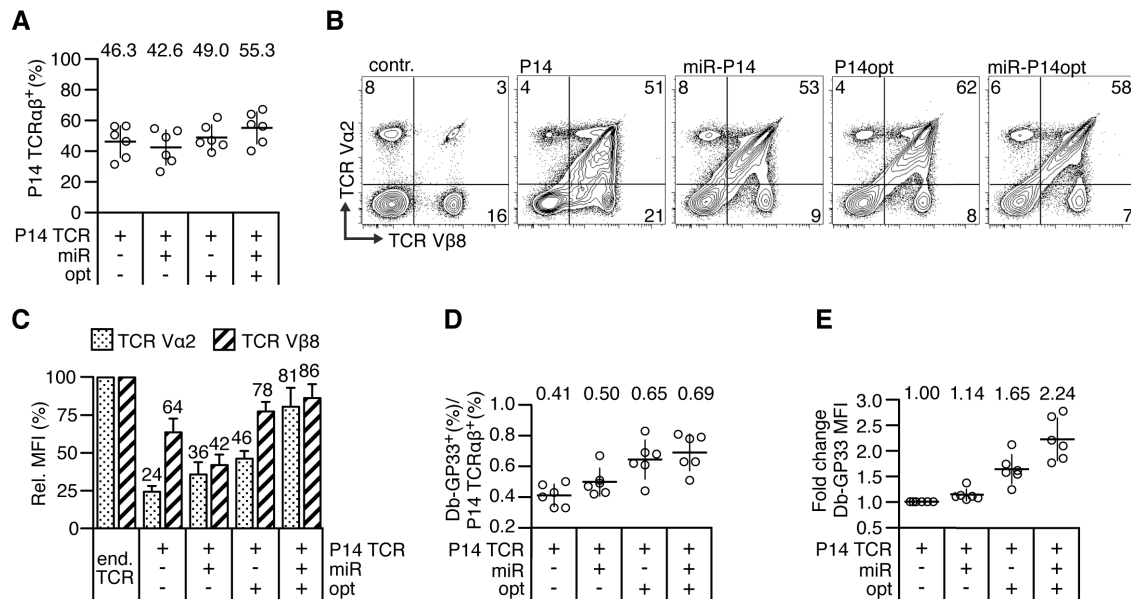 A
46.3 42.6 49.0 55.3
P14 TCRαβ+(%)
100
80
60
40
20
0
P14 TCR + + + +
miR - + - +
opt - - + +
B
contr. P14 miR-P14 P14opt miR-P14opt
8 3 4 51 8 53 4 62 6 58
16 21 9 8 7
TCR Vα2
TCR Vβ8
C
TCR Vα2 TCR Vβ8
Rel. MFI (%)
100
75
50
25
0
24 64 36 42 46 78 81 86
end. TCR
+ + + + P14 TCR
- + - + miR
- - + + opt
D
0.41 0.50 0.65 0.69
Db-GP33+(%)/
P14 TCRαβ+(%)
1.0
0.8
0.6
0.4
0.2
P14 TCR + + + +
miR - + - +
opt - - + +
E
1.00 1.14 1.65 2.24
Fold change
Db-GP33 MFI
3.0
2.5
2.0
1.5
1.0
0.5
P14 TCR + + + +
miR - + - +
opt - - + +